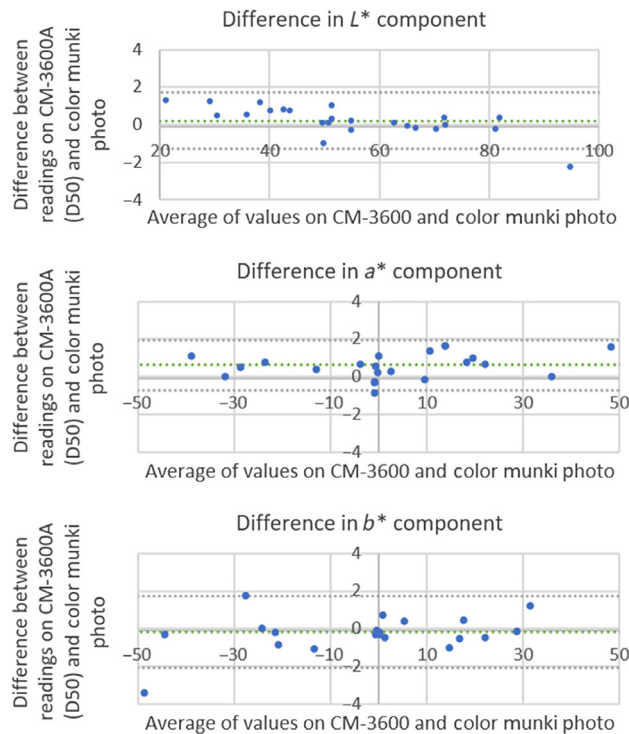 Difference in L* component
Difference between
readings on CM-3600A
(D50) and color munki
photo
4
2
0
−2
−4
20
40
60
80
100
Average of values on CM-3600 and color munki photo
Difference in a* component
Difference between
readings on CM-3600A
(D50) and color munki
photo
4
2
0
−2
−4
−50
−30
−10
10
30
50
Average of values on CM-3600 and color munki photo
Difference in b* component
Difference between
readings on CM-3600A
(D50) and color munki
photo
4
2
0
−2
−4
−50
−30
−10
10
30
50
Average of values on CM-3600 and color munki photo